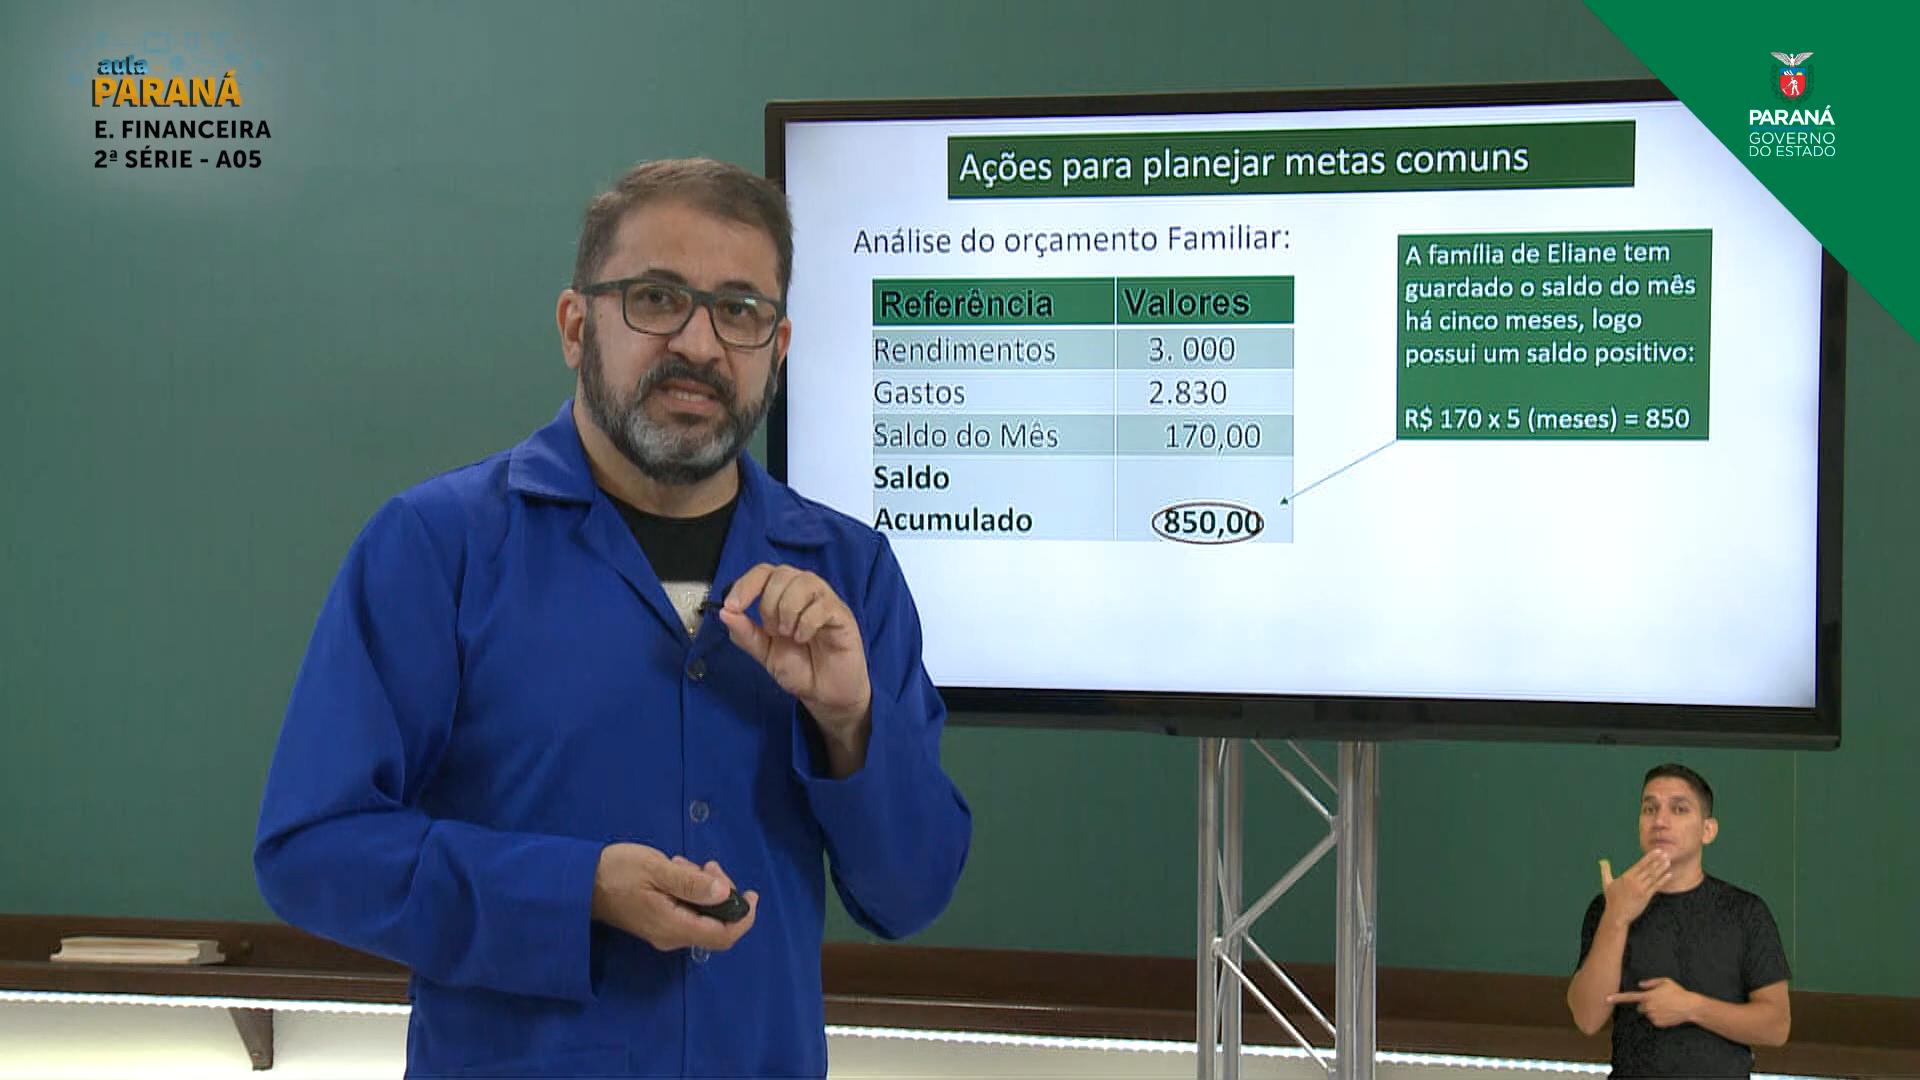 aula
PARANÁ
E. FINANCEIRA
2ª SÉRIE - A05
PARANÁ
GOVERNO
DO ESTADO
Ações para planejar metas comuns
Análise do orçamento Familiar:
Referência Valores
Rendimentos 3. 000
Gastos 2.830
Saldo do Mês 170,00
Saldo
Acumulado 850,00
A família de Eliane tem
guardado o saldo do mês
há cinco meses, logo
possui um saldo positivo:
R$ 170 x 5 (meses) = 850